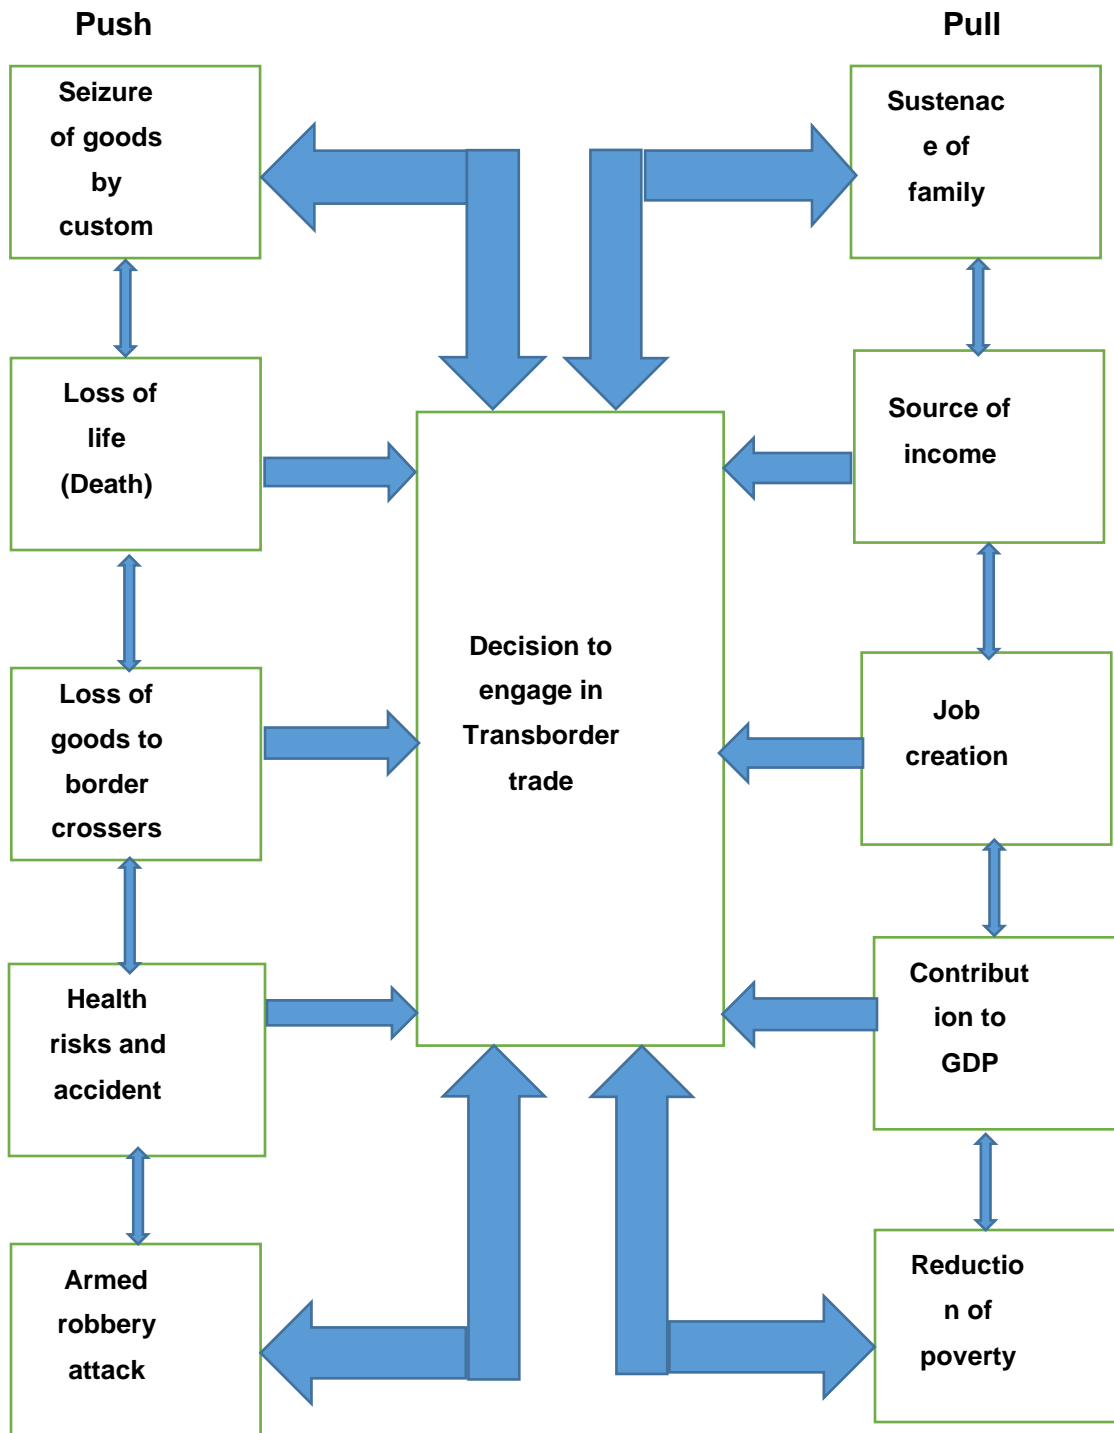 Push
Pull
Seizure
of goods
by
custom
Sustenac
e of
family
Loss of
life
(Death)
Source of
income
Decision to
engage in
Transborder
trade
Loss of
goods to
border
crossers
Job
creation
Health
risks and
accident
Contribut
ion to
GDP
Armed
robbery
attack
Reductio
n of
poverty